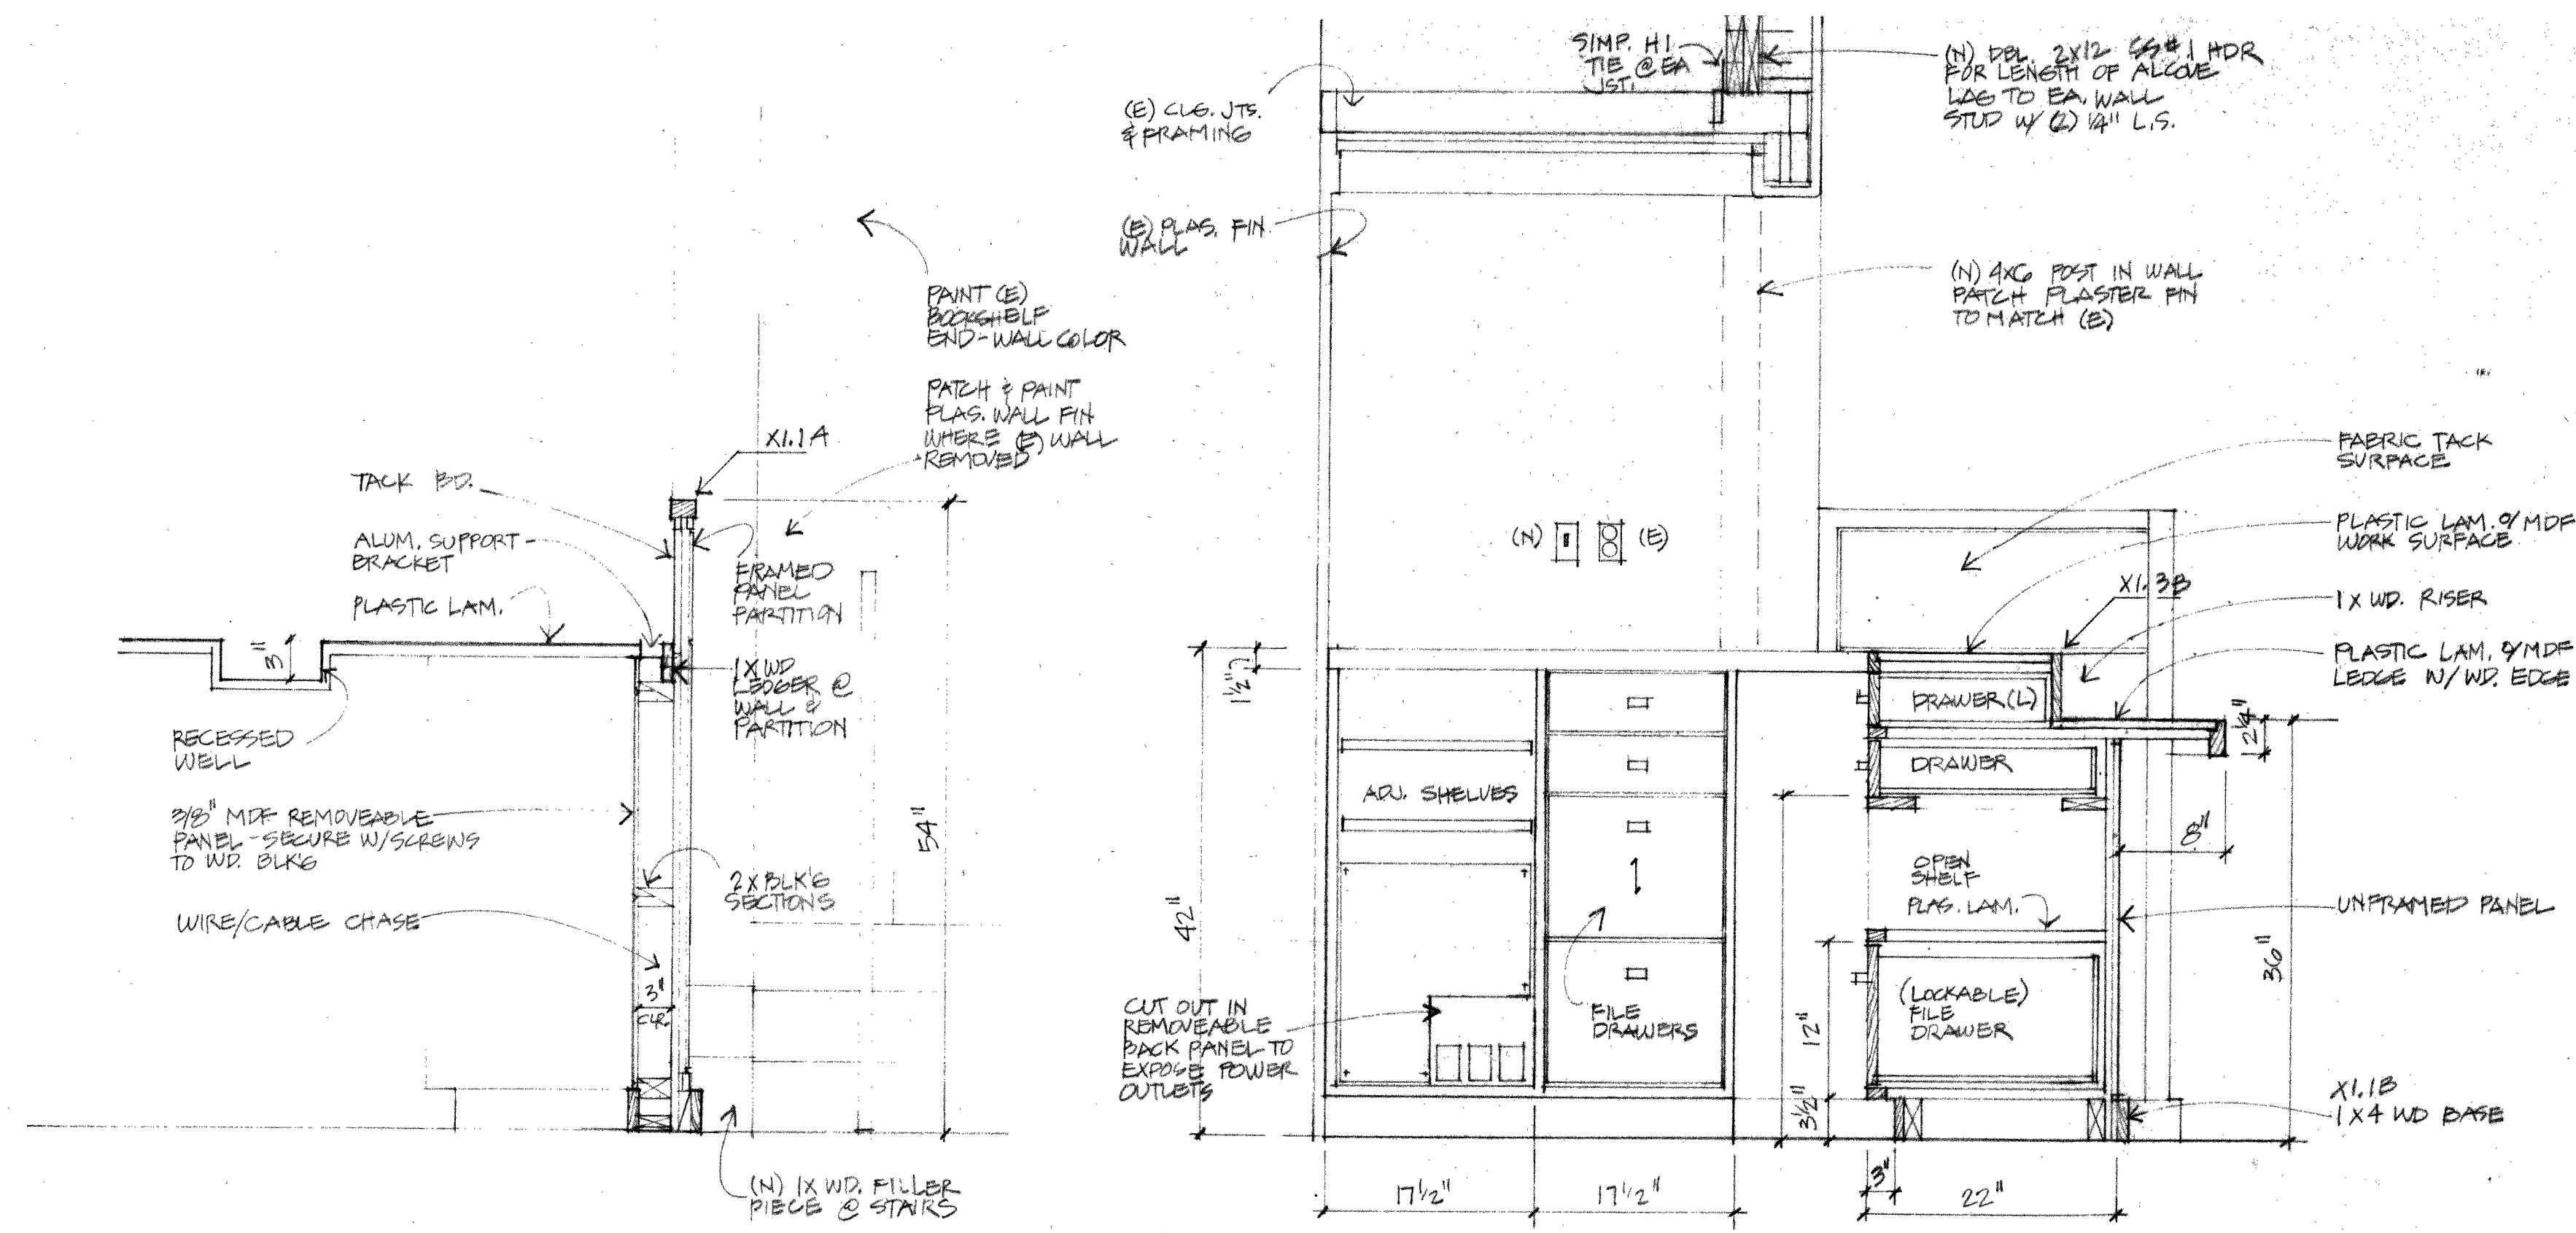 SIMP. H1
TIE @ EA
JST.
(N) DBL. 2X12 #1 HDR
FOR LENGTH OF ALCOVE
LAG TO EA. WALL
STUD W/ (2) 1/4" L.S.
(E) CLG. JTS.
& FRAMING
(E) PLAS. FIN
WALL
(N) 4X6 POST IN WALL
PATCH PLASTER FIN
TO MATCH (E)
PAINT (E)
BOOKSHELF
END-WALL COLOR
PATCH & PAINT
PLAS. WALL FIN
WHERE (E) WALL
REMOVED
X1.1A
TACK BD.
ALUM. SUPPORT
BRACKET
PLASTIC LAM.
FRAMED
PANEL
PARTITION
3"
1X WD
LEDGER @
WALL &
PARTITION
RECESSED
WELL
3/8" MDF REMOVEABLE
PANEL-SECURE W/SCREWS
TO WD. BLK'G
2X BLK'G
SECTIONS
WIRE/CABLE CHASE
3"
CLR.
54"
(N) 1X WD. FILLER
PIECE @ STAIRS
(N)
(E)
FABRIC TACK
SURFACE
PLASTIC LAM. O/MDF
WORK SURFACE
X1.3B
1X WD. RISER
PLASTIC LAM. O/MDF
LEDGE W/ WD. EDGE
1 1/2"
DRAWER (L)
DRAWER
2 1/4"
ADJ. SHELVES
8"
OPEN
SHELF
PLAS. LAM.
UNFRAMED PANEL
42"
36"
CUT OUT IN
REMOVEABLE
BACK PANEL TO
EXPOSE POWER
OUTLETS
FILE
DRAWERS
(LOCKABLE)
FILE
DRAWER
12"
3 1/2"
X1.1B
1X4 WD BASE
17 1/2"
17 1/2"
3"
22"